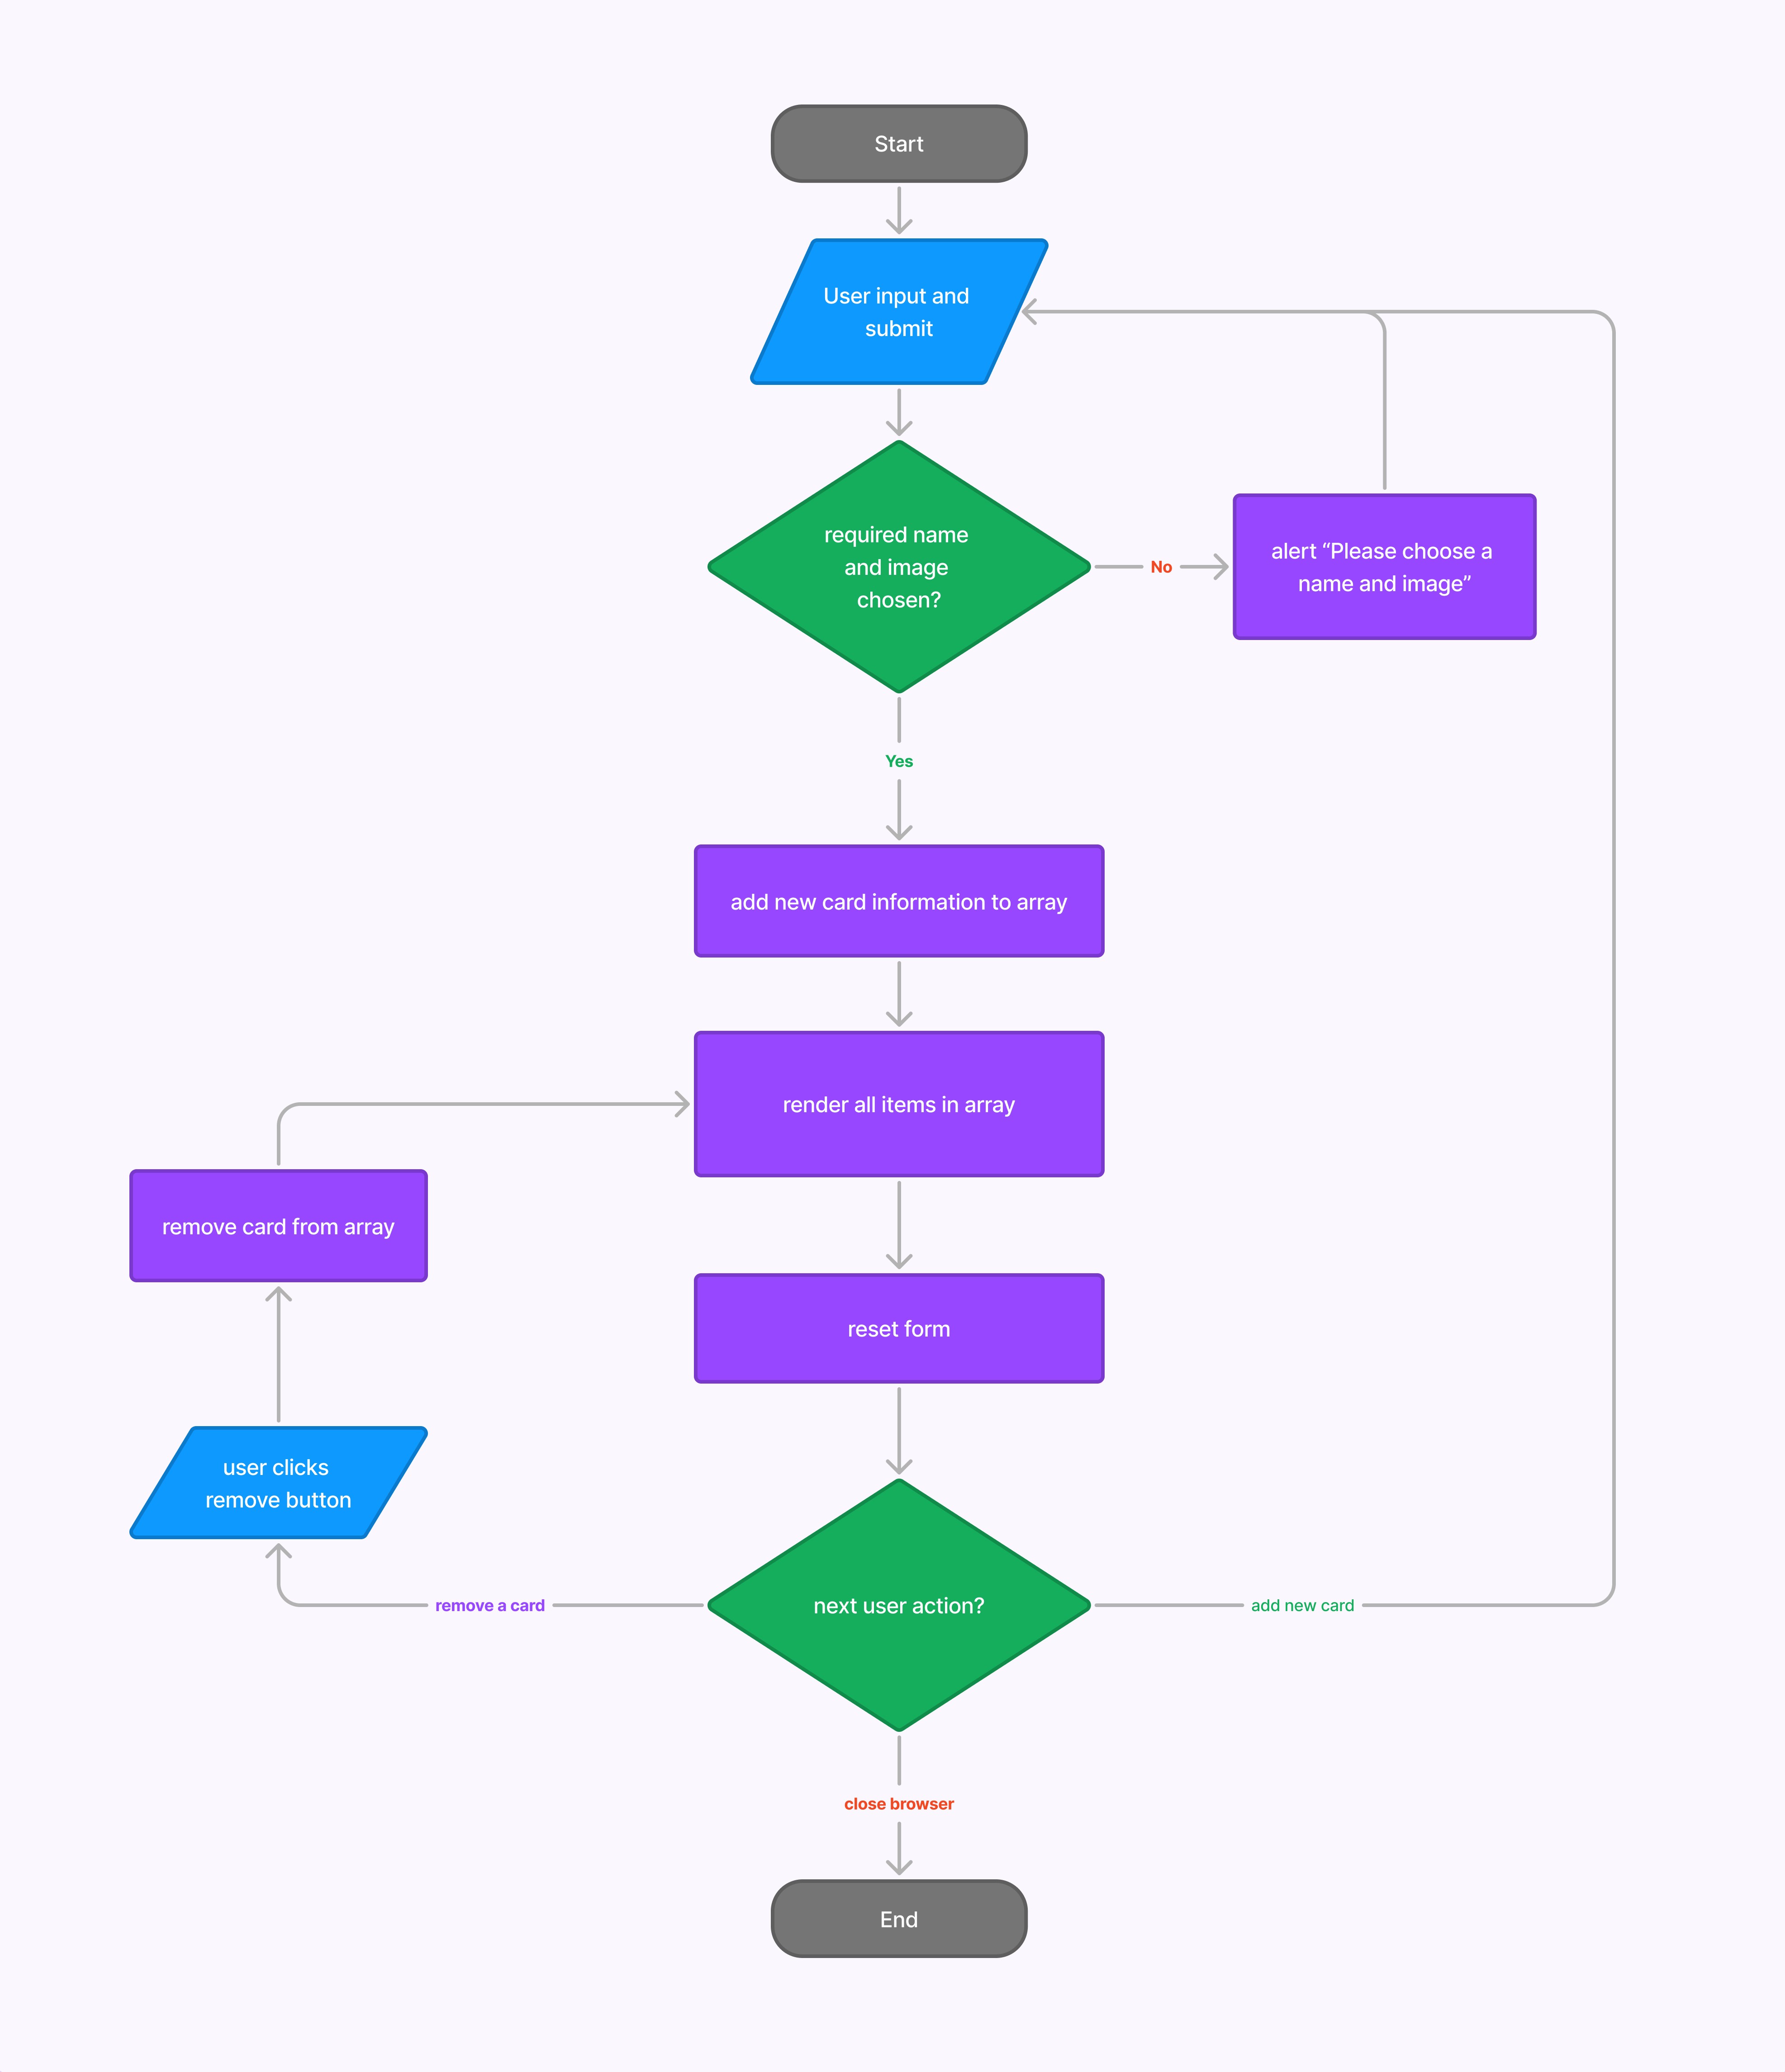 Start
User input and
submit
required name
and image
chosen?
No
alert “Please choose a
name and image”
Yes
add new card information to array
render all items in array
remove card from array
reset form
user clicks
remove button
next user action?
remove a card
add new card
close browser
End